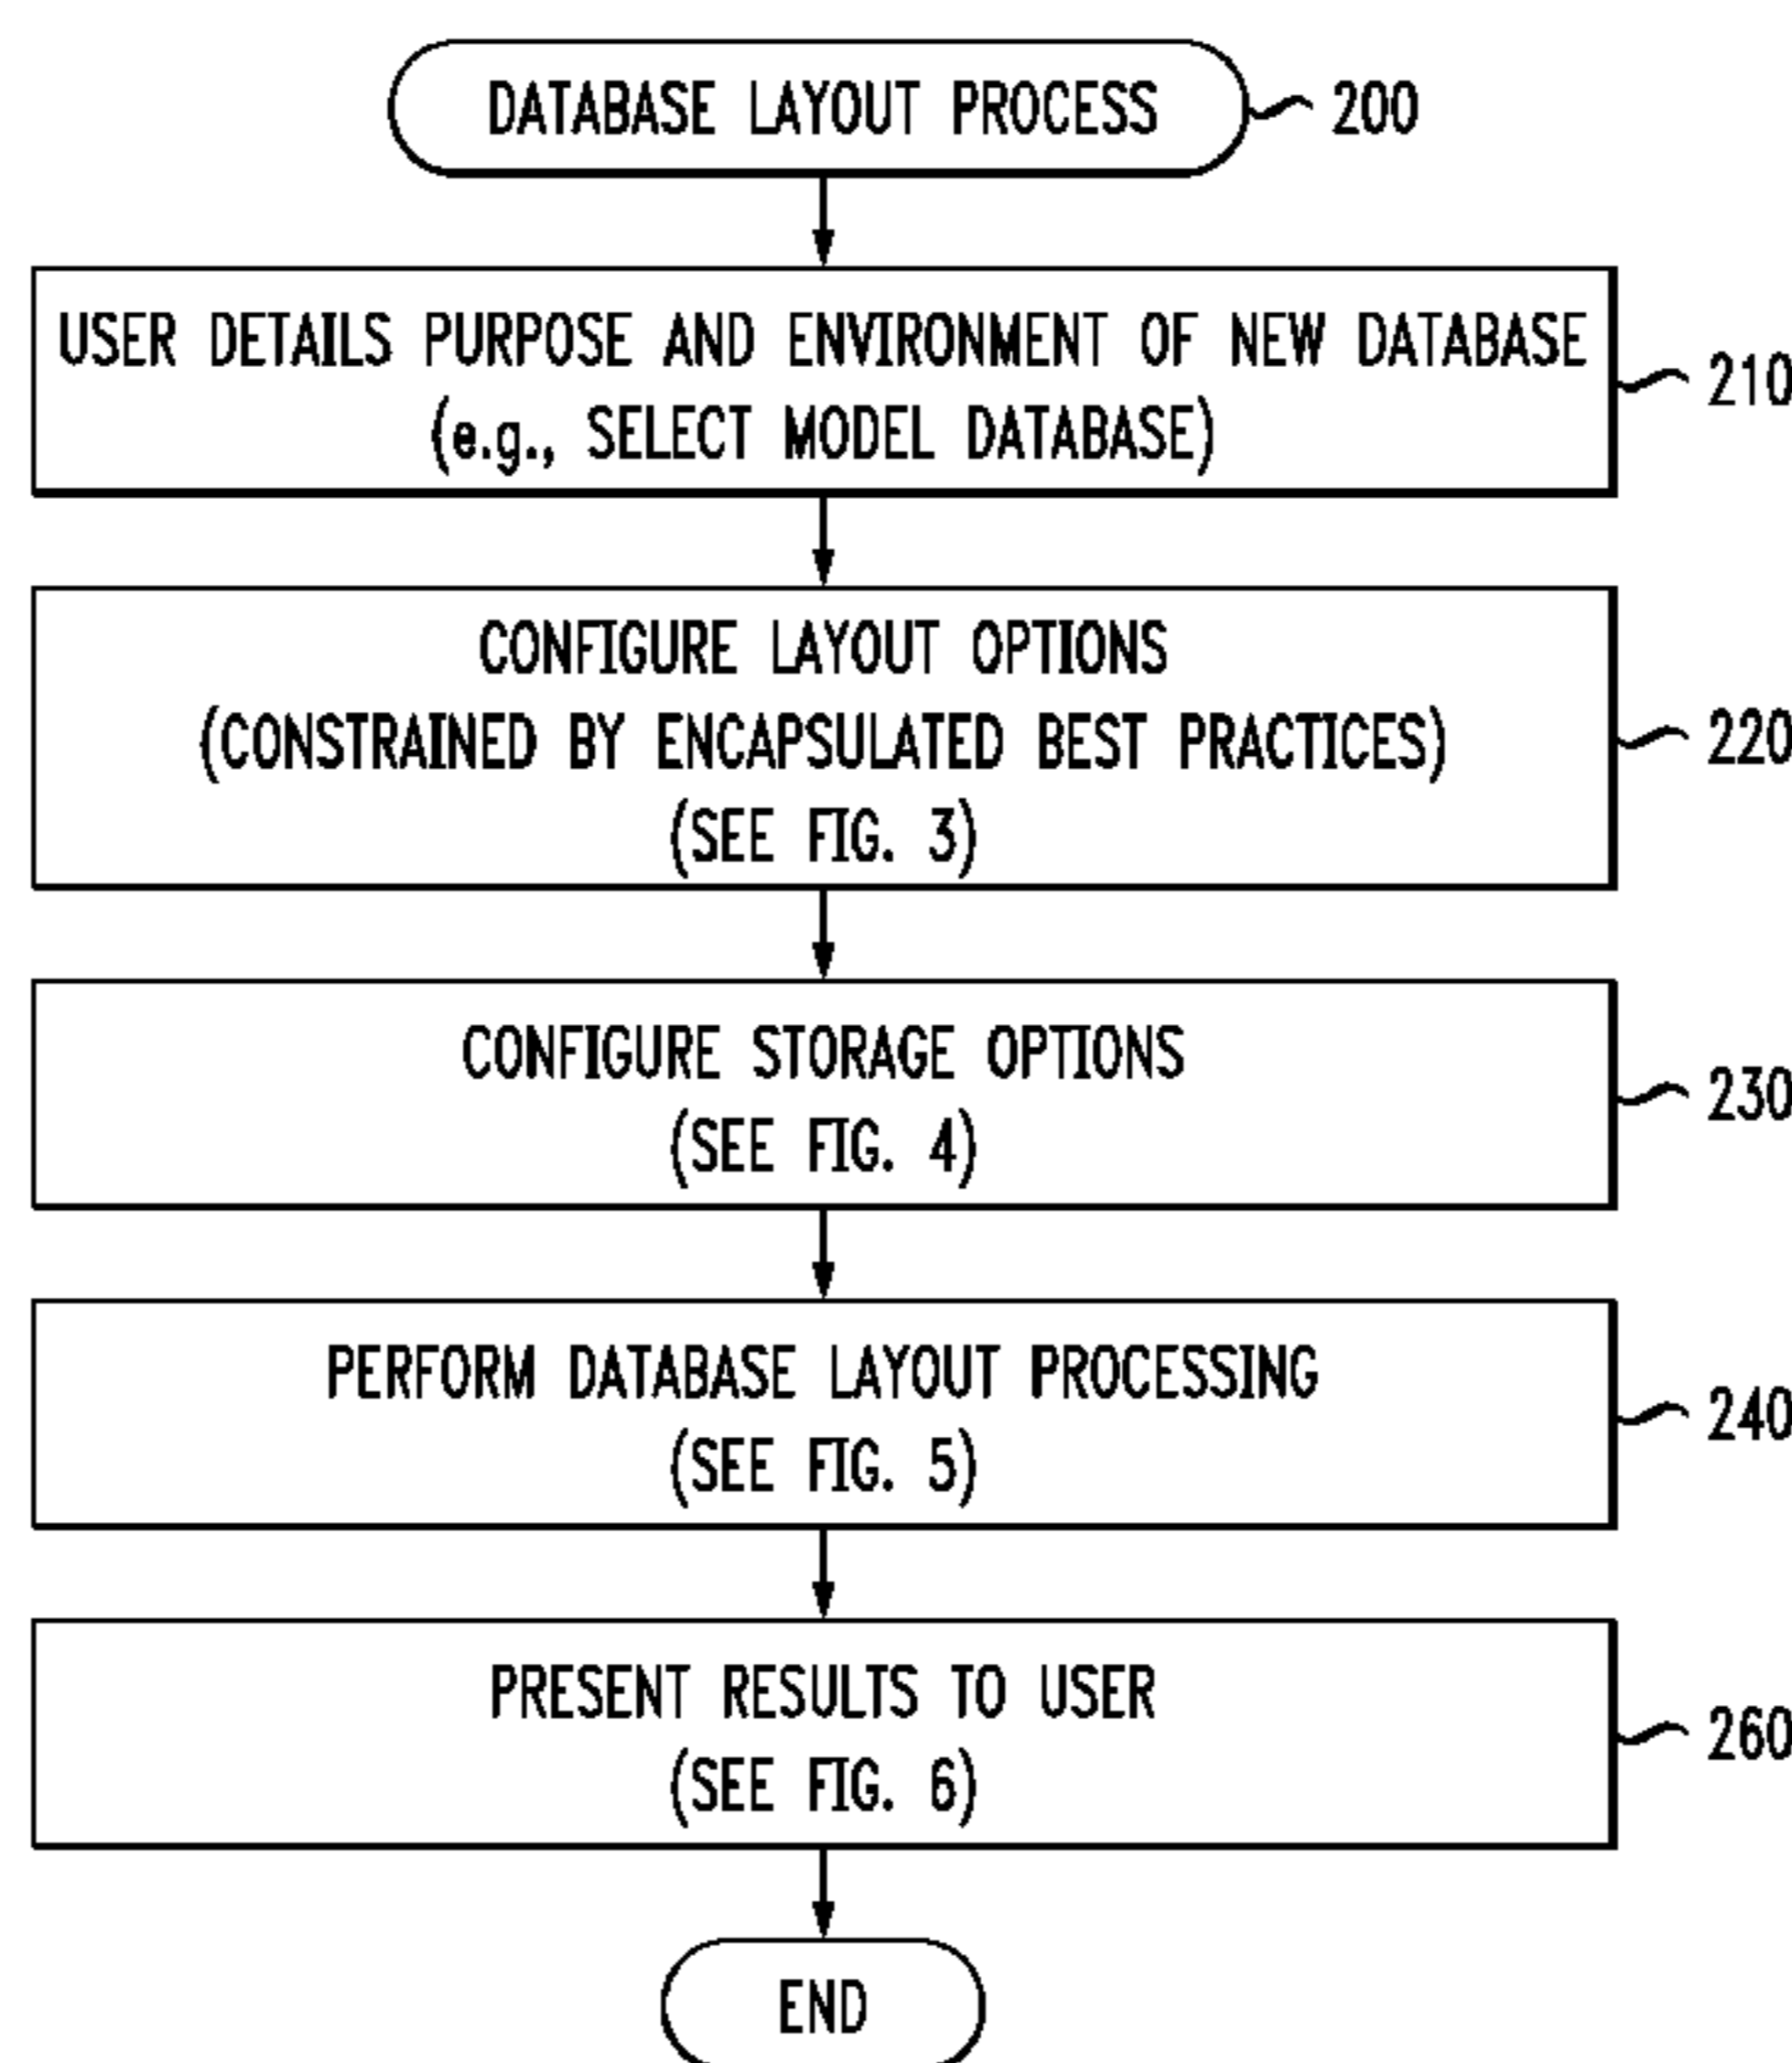 DATABASE LAYOUT PROCESS 200
USER DETAILS PURPOSE AND ENVIRONMENT OF NEW DATABASE
(e.g., SELECT MODEL DATABASE)
210
CONFIGURE LAYOUT OPTIONS
(CONSTRAINED BY ENCAPSULATED BEST PRACTICES)
(SEE FIG. 3)
220
CONFIGURE STORAGE OPTIONS
(SEE FIG. 4)
230
PERFORM DATABASE LAYOUT PROCESSING
(SEE FIG. 5)
240
PRESENT RESULTS TO USER
(SEE FIG. 6)
260
END